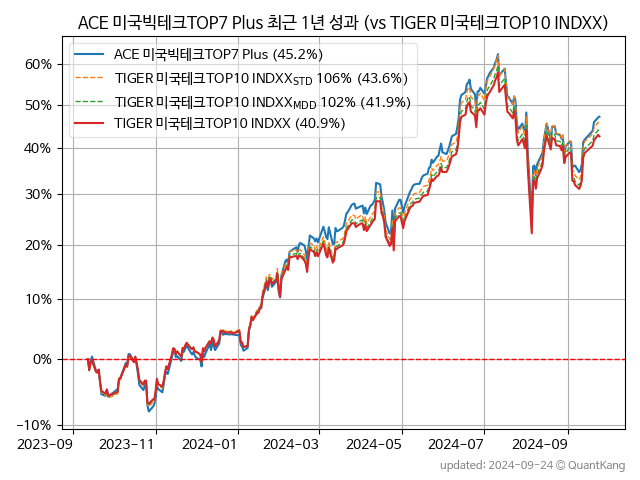 ACE 미국빅테크TOP7 Plus 최근 1년 성과 (vs TIGER 미국테크TOP10 INDXX)
ACE 미국빅테크TOP7 Plus (45.2%)
TIGER 미국테크TOP10 INDXX_STD 106% (43.6%)
TIGER 미국테크TOP10 INDXX_MDD 102% (41.9%)
TIGER 미국테크TOP10 INDXX (40.9%)
60%
50%
40%
30%
20%
10%
0%
-10%
2023-09 2023-11 2024-01 2024-03 2024-05 2024-07 2024-09
updated: 2024-09-24 ⓒ QuantKang